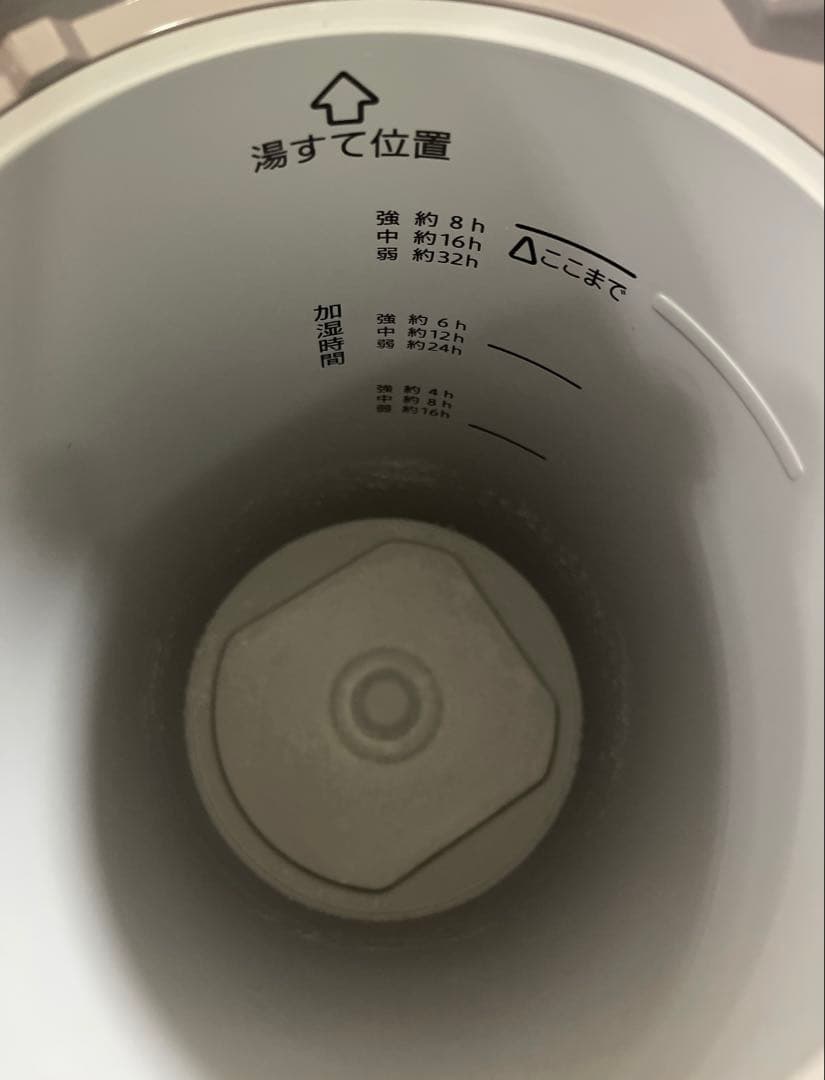 湯すて位置
強 約 8 h
中 約16h
弱 約32h
△ここまで
加湿時間
強 約 6 h
中 約12h
弱 約24h
強 約 4 h
中 約 8 h
弱 約16h